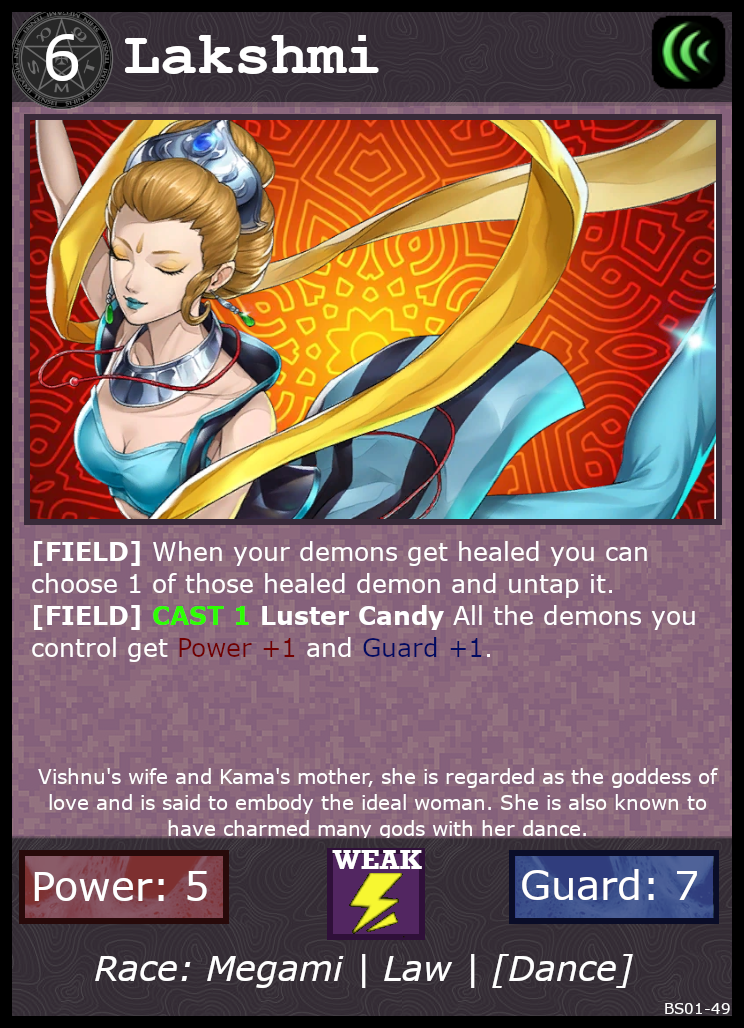 6 Lakshmi
[FIELD] When your demons get healed you can
choose 1 of those healed demon and untap it.
[FIELD] CAST 1 Luster Candy All the demons you
control get Power +1 and Guard +1.
Vishnu's wife and Kama's mother, she is regarded as the goddess of
love and is said to embody the ideal woman. She is also known to
have charmed many gods with her dance.
WEAK
Power: 5
Guard: 7
Race: Megami | Law | [Dance]
BS01-49